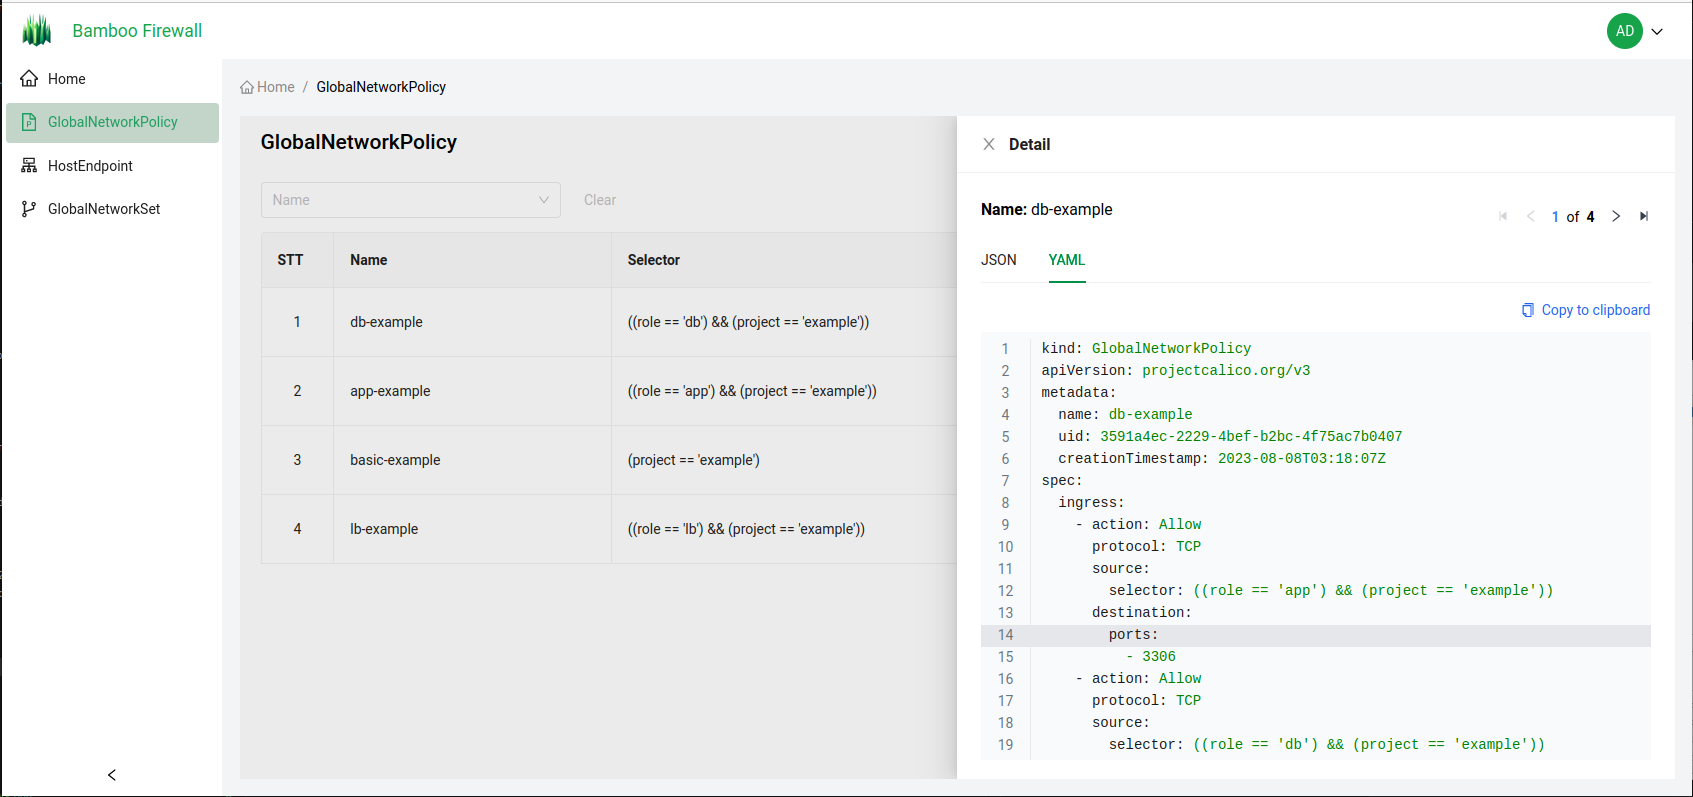 Bamboo Firewall
AD
Home
GlobalNetworkPolicy
HostEndpoint
GlobalNetworkSet
Home / GlobalNetworkPolicy
GlobalNetworkPolicy
Name
Clear
STT Name Selector
1 db-example ((role == 'db') && (project == 'example'))
2 app-example ((role == 'app') && (project == 'example'))
3 basic-example (project == 'example')
4 lb-example ((role == 'lb') && (project == 'example'))
Detail
Name: db-example
1 of 4
JSON YAML
Copy to clipboard
1 kind: GlobalNetworkPolicy
2 apiVersion: projectcalico.org/v3
3 metadata:
4 name: db-example
5 uid: 3591a4ec-2229-4bef-b2bc-4f75ac7b0407
6 creationTimestamp: 2023-08-08T03:18:07Z
7 spec:
8 ingress:
9 - action: Allow
10 protocol: TCP
11 source:
12 selector: ((role == 'app') && (project == 'example'))
13 destination:
14 ports:
15 - 3306
16 - action: Allow
17 protocol: TCP
18 source:
19 selector: ((role == 'db') && (project == 'example'))